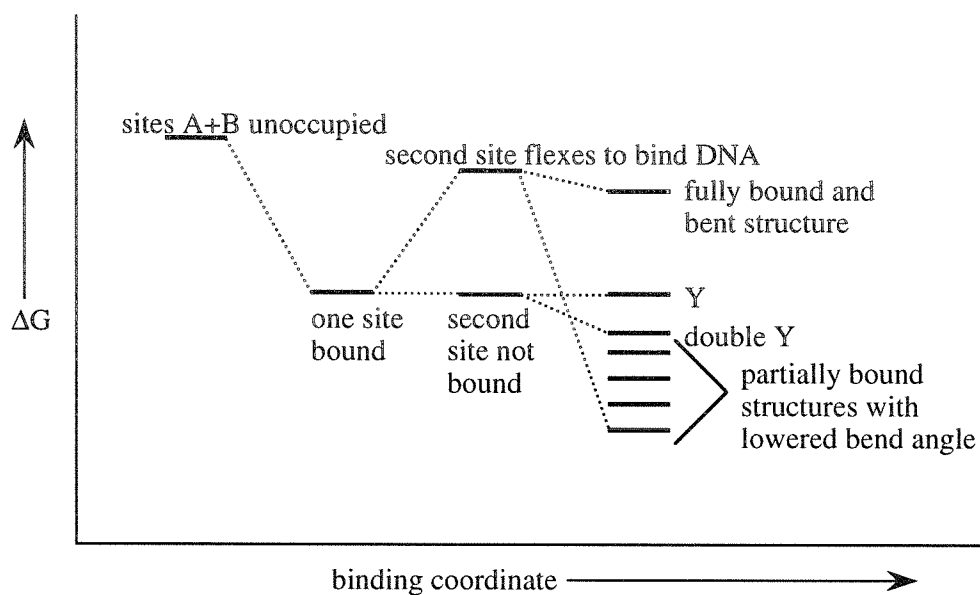 sites A+B unoccupied
second site flexes to bind DNA
fully bound and
bent structure
ΔG
Y
one site
bound
second
site not
bound
double Y
partially bound
structures with
lowered bend angle
binding coordinate